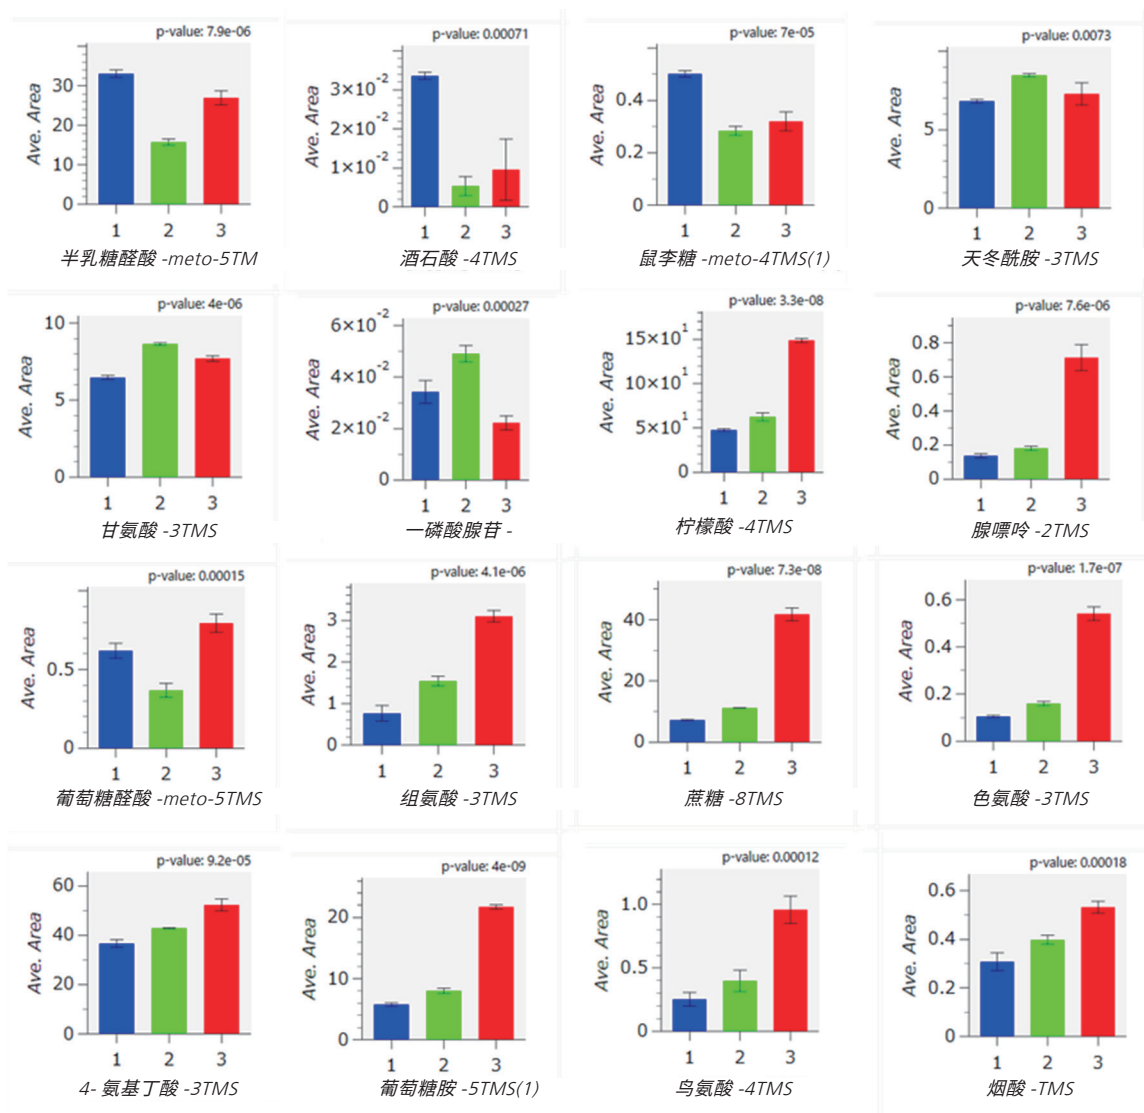 p-value: 7.9e-06
Ave. Area
30
20
10
0
1 2 3
半乳糖醛酸 -meto-5TM
p-value: 0.00071
Ave. Area
3×10-2
2×10-2
1×10-2
0
1 2 3
酒石酸 -4TMS
p-value: 7e-05
Ave. Area
0.4
0.2
0
1 2 3
鼠李糖 -meto-4TMS(1)
p-value: 0.0073
Ave. Area
5
0
1 2 3
天冬酰胺 -3TMS
p-value: 4e-06
Ave. Area
10
5
0
1 2 3
甘氨酸 -3TMS
p-value: 0.00027
Ave. Area
6×10-2
4×10-2
2×10-2
0
1 2 3
一磷酸腺苷 -
p-value: 3.3e-08
Ave. Area
15×101
10×101
5×101
0
1 2 3
柠檬酸 -4TMS
p-value: 7.6e-06
Ave. Area
0.8
0.6
0.4
0.2
0
1 2 3
腺嘌呤 -2TMS
p-value: 0.00015
Ave. Area
0.5
0
1 2 3
葡萄糖醛酸 -meto-5TMS
p-value: 4.1e-06
Ave. Area
3
2
1
0
1 2 3
组氨酸 -3TMS
p-value: 7.3e-08
Ave. Area
40
20
0
1 2 3
蔗糖 -8TMS
p-value: 1.7e-07
Ave. Area
0.6
0.4
0.2
0
1 2 3
色氨酸 -3TMS
p-value: 9.2e-05
Ave. Area
60
40
20
0
1 2 3
4- 氨基丁酸 -3TMS
p-value: 4e-09
Ave. Area
20
10
0
1 2 3
葡萄糖胺 -5TMS(1)
p-value: 0.00012
Ave. Area
1.0
0.5
0
1 2 3
鸟氨酸 -4TMS
p-value: 0.00018
Ave. Area
0.6
0.4
0.2
0
1 2 3
烟酸 -TMS